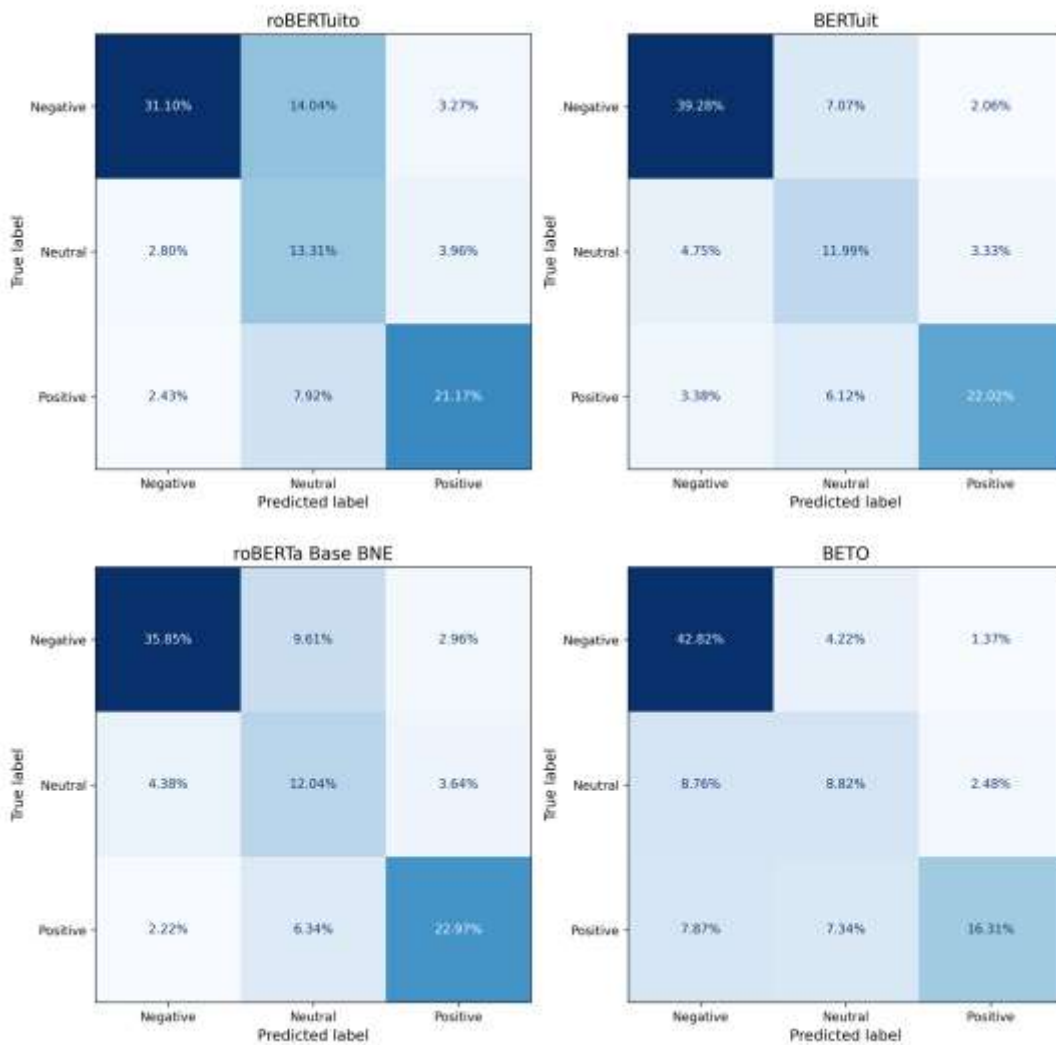 roBERTuito
Negative 31.10% 14.04% 3.27%
Neutral 2.80% 13.31% 3.96%
Positive 2.43% 7.92% 21.17%
True label
Negative Neutral Positive
Predicted label
BERTuit
Negative 39.28% 7.07% 2.06%
Neutral 4.75% 11.99% 3.33%
Positive 3.38% 6.12% 22.02%
True label
Negative Neutral Positive
Predicted label
roBERTa Base BNE
Negative 35.85% 9.61% 2.96%
Neutral 4.38% 12.04% 3.64%
Positive 2.22% 6.34% 22.97%
True label
Negative Neutral Positive
Predicted label
BETO
Negative 42.82% 4.22% 1.37%
Neutral 8.76% 8.82% 2.48%
Positive 7.87% 7.34% 16.31%
True label
Negative Neutral Positive
Predicted label